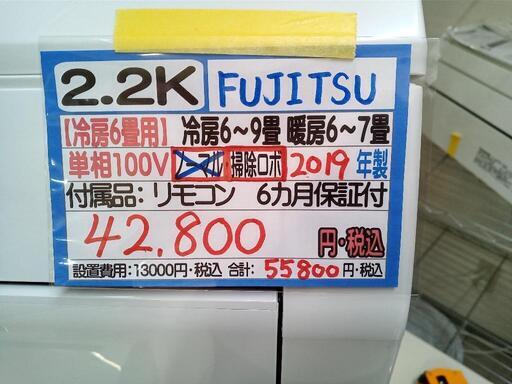 2.2K FUJITSU
【冷房6畳用】 冷房6～9畳 暖房6～7畳
単相100V ノーマル 掃除ロボ 2019 年製
付属品：リモコン 6カ月保証付
42,800 円・税込
設置費用：13000円・税込 合計：55800円・税込